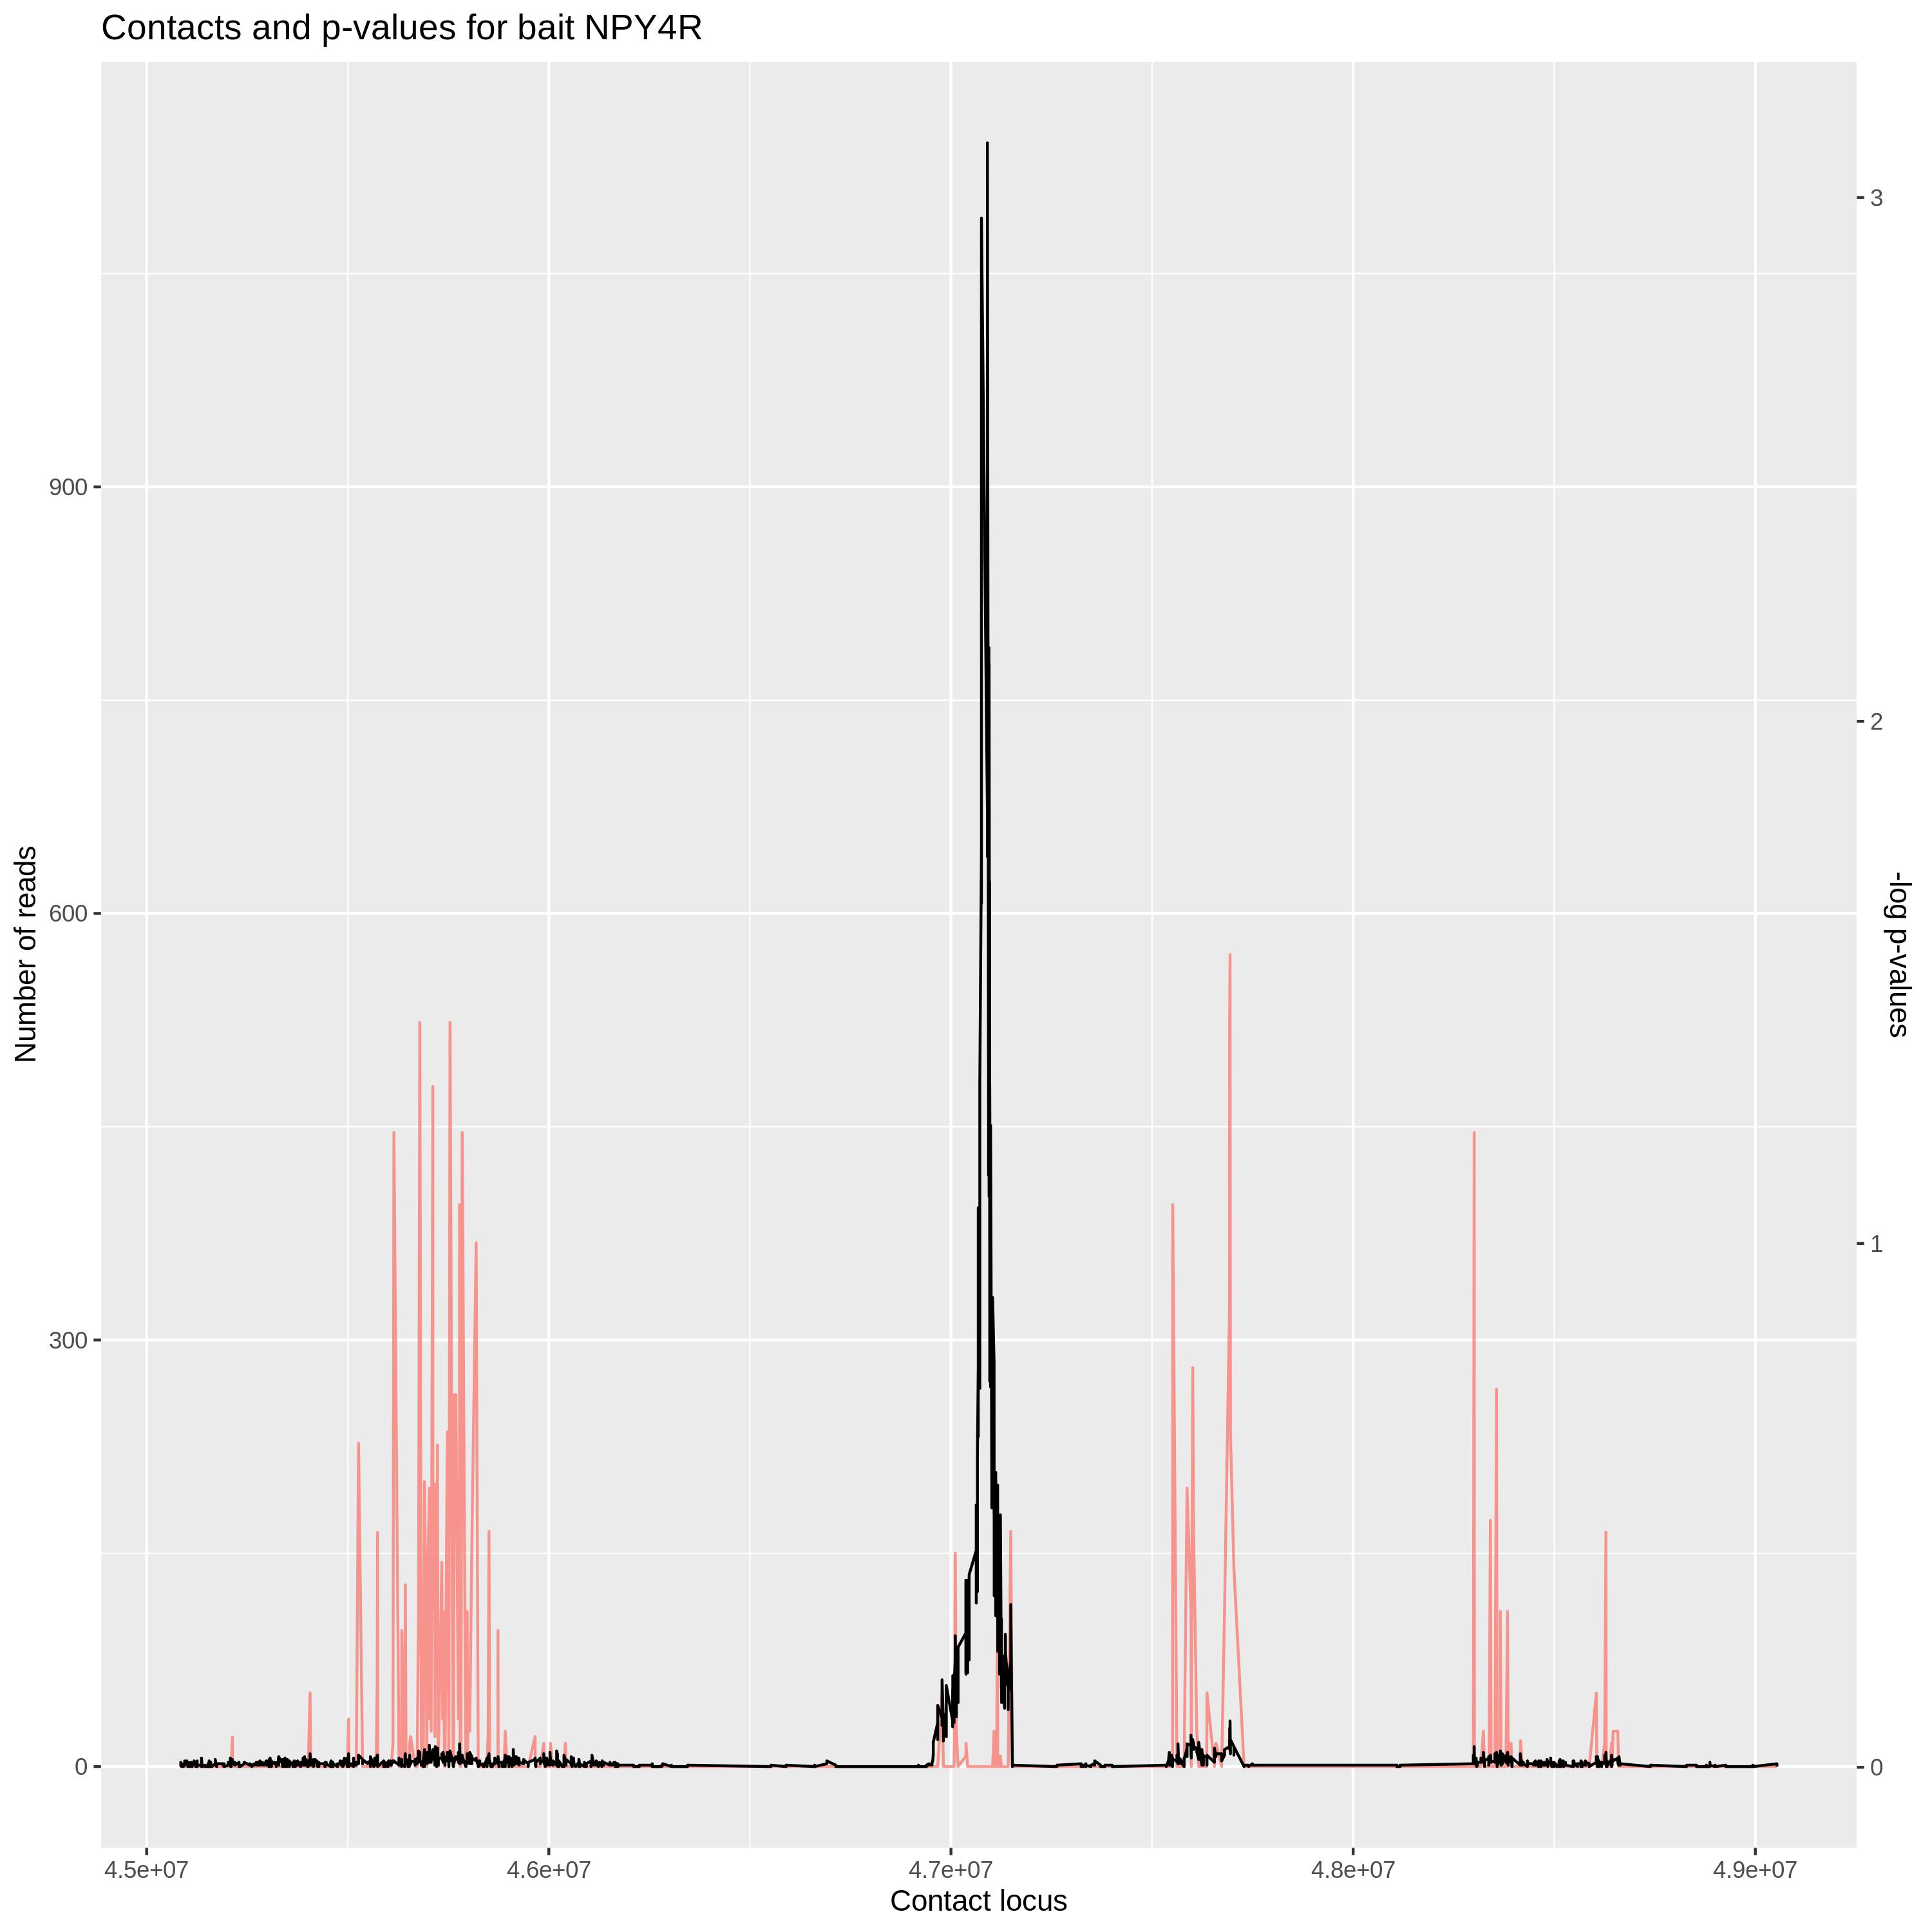 Contacts and p-values for bait NPY4R
Number of reads
900
600
300
0
3
2
1
0
-log p-values
4.5e+07 4.6e+07 4.7e+07 4.8e+07 4.9e+07
Contact locus